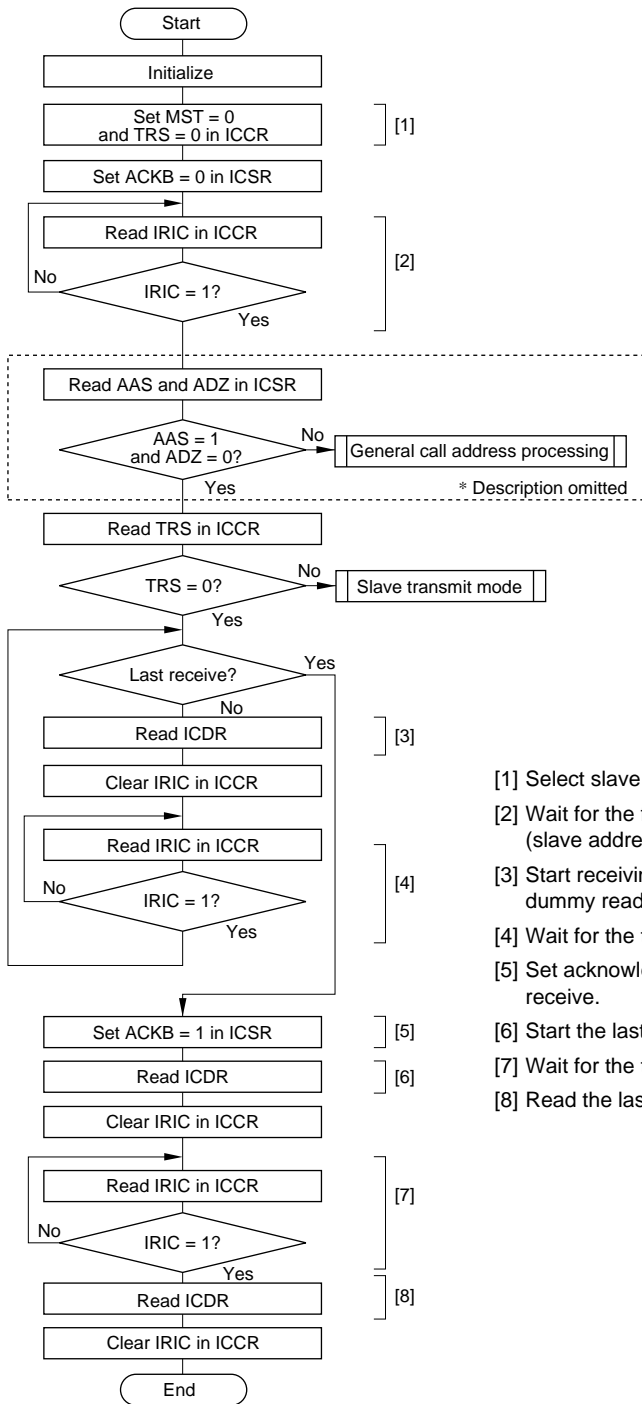 Start
Initialize
Set MST = 0
and TRS = 0 in ICCR
[1]
Set ACKB = 0 in ICSR
Read IRIC in ICCR
[2]
No
IRIC = 1?
Yes
Read AAS and ADZ in ICSR
AAS = 1
and ADZ = 0?
No
General call address processing
Yes
* Description omitted
Read TRS in ICCR
TRS = 0?
No
Slave transmit mode
Yes
Last receive?
Yes
No
Read ICDR
[3]
Clear IRIC in ICCR
Read IRIC in ICCR
[4]
No
IRIC = 1?
Yes
Set ACKB = 1 in ICSR
[5]
Read ICDR
[6]
Clear IRIC in ICCR
Read IRIC in ICCR
[7]
No
IRIC = 1?
Yes
Read ICDR
[8]
Clear IRIC in ICCR
End
[1] Select slave
[2] Wait for the
(slave
[3] Start
dummy read
[4] Wait for the
[5] Set
receive.
[6] Start the last
[7] Wait for the
[8] Read the